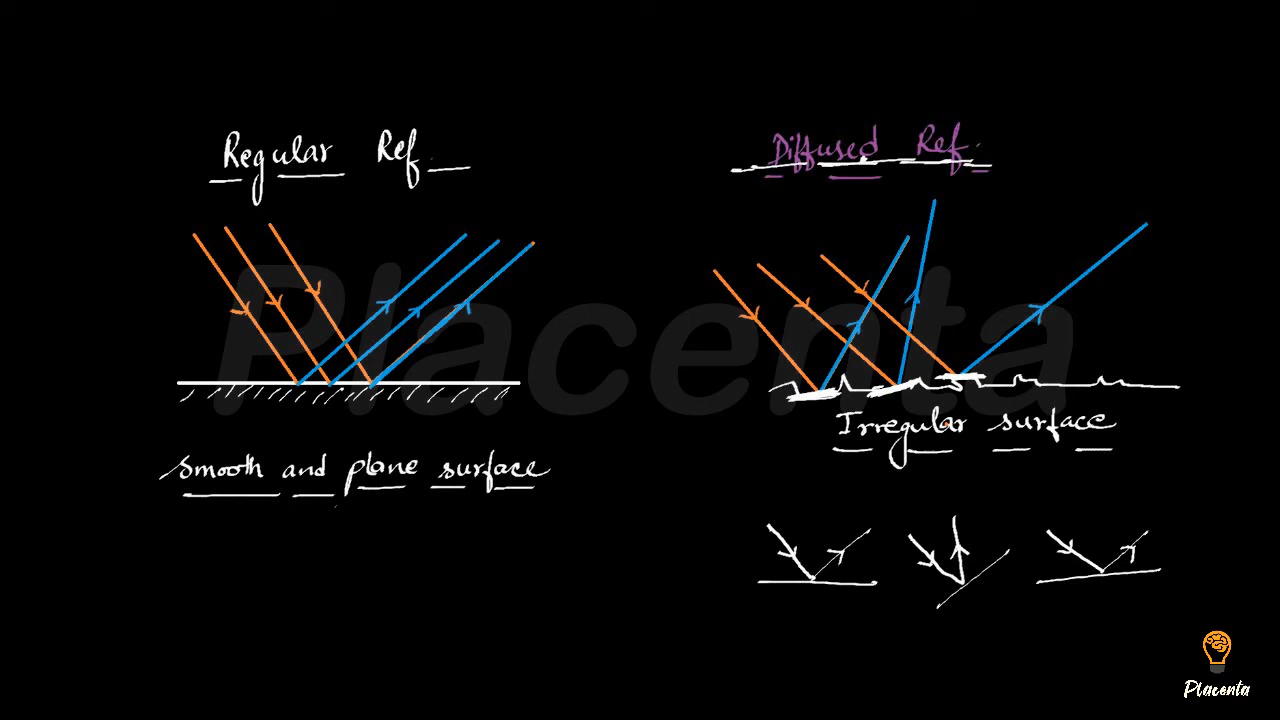 Regular Ref.
Smooth and plane surface
Diffused Ref.
Irregular surface
Placenta
Placenta